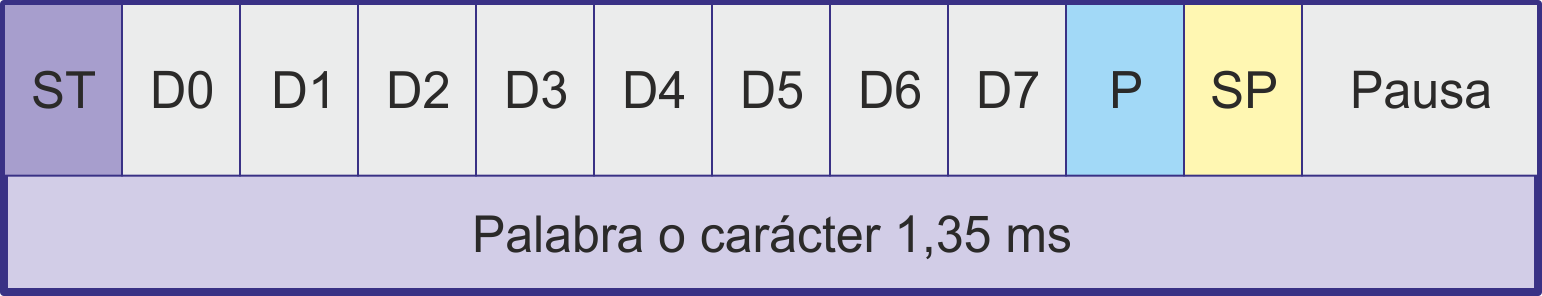 ST D0 D1 D2 D3 D4 D5 D6 D7 P SP Pausa
Palabra o carácter 1,35 ms